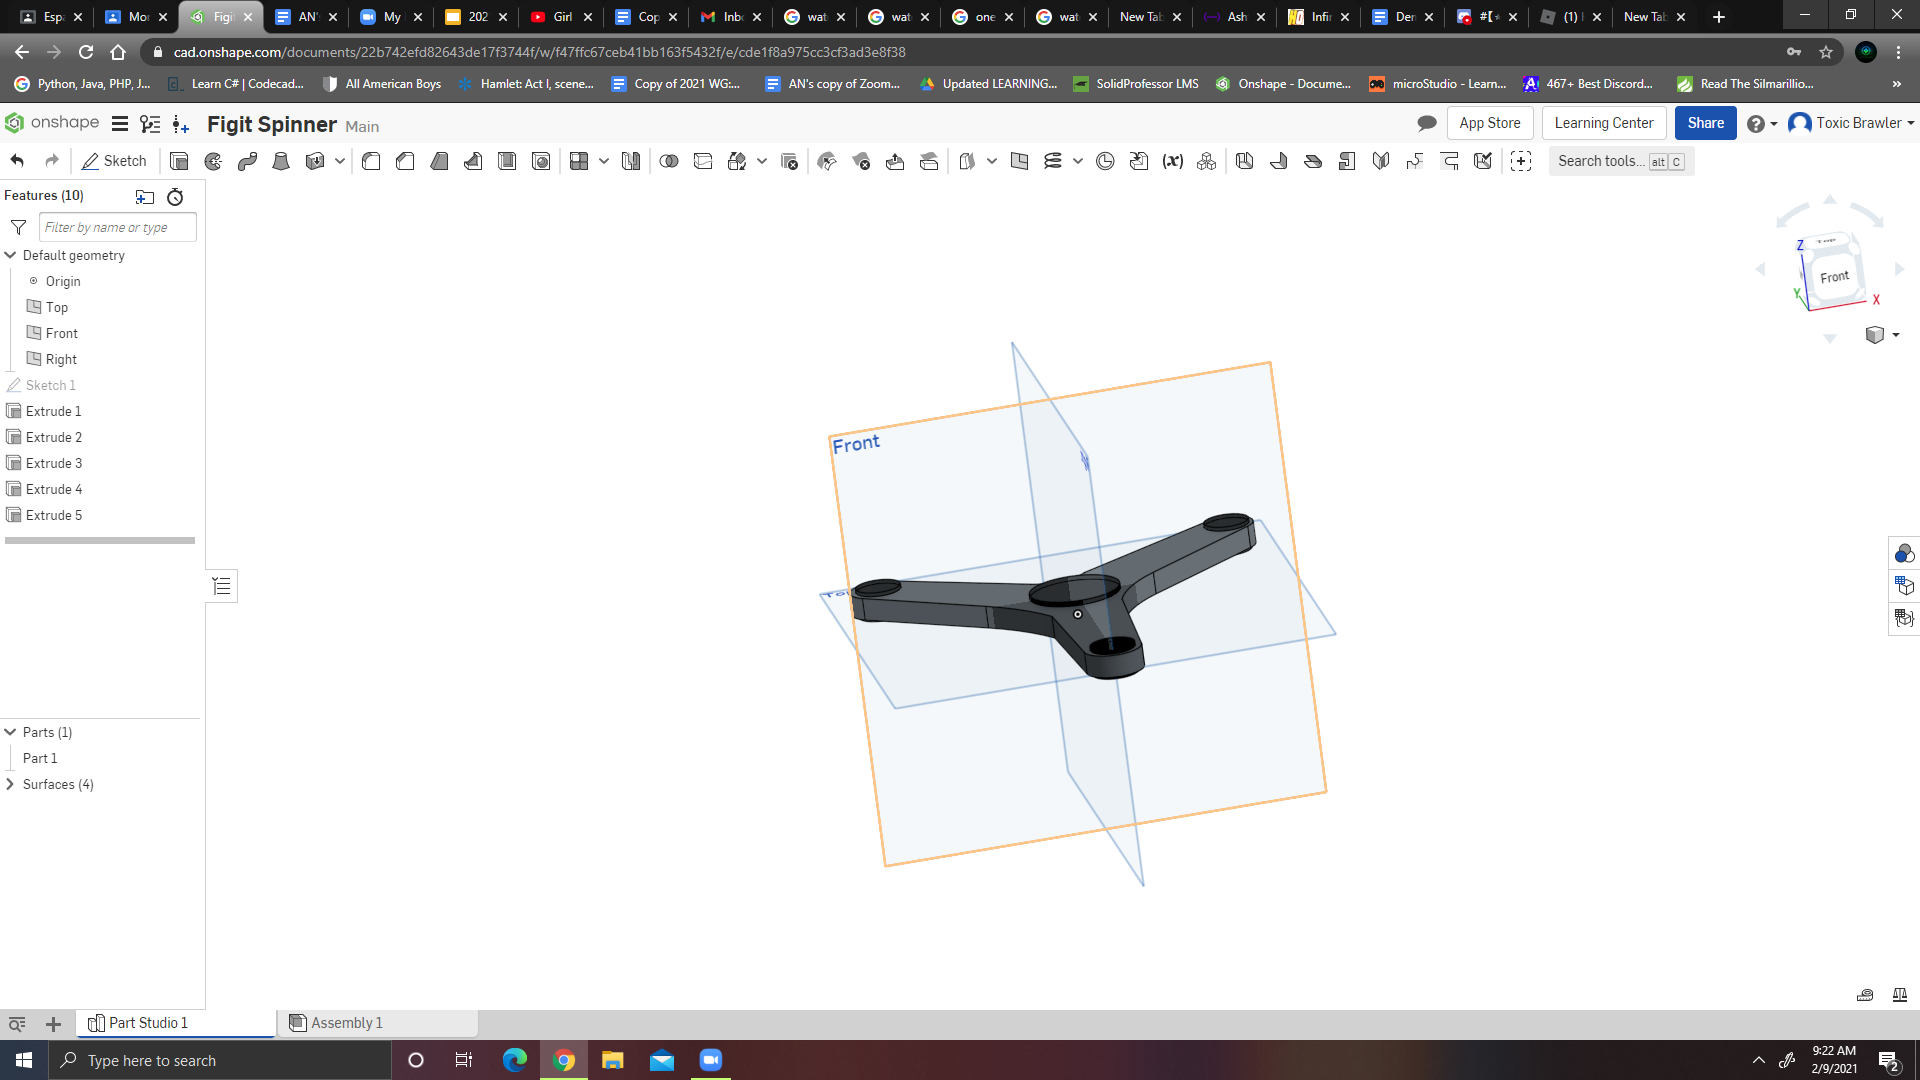 Espa
Mor
Figit
AN'
My
202
Girl
Cop
Inb
wat
wat
one
wat
New Tab
Ash
Infir
Den
#[
(1)
New Tab
cad.onshape.com/documents/22b742efd82643de17f3744f/w/f47ffc67ceb41bb163f5432f/e/cde1f8a975cc3cf3ad3e8f38
Python, Java, PHP, J...
Learn C# | Codecad...
All American Boys
Hamlet: Act I, scene...
Copy of 2021 WG:...
AN's copy of Zoom...
Updated LEARNING...
SolidProfessor LMS
Onshape - Docume...
microStudio - Learn...
467+ Best Discord...
Read The Silmarillio...
»
onshape
Figit Spinner Main
App Store
Learning Center
Share
Toxic Brawler
Sketch
(x)
Search tools... alt C
Features (10)
Filter by name or type
Default geometry
Origin
Top
Front
Right
Sketch 1
Extrude 1
Extrude 2
Extrude 3
Extrude 4
Extrude 5
Parts (1)
Part 1
Surfaces (4)
Front
Top
Z
Front
Y
X
Part Studio 1
Assembly 1
Type here to search
9:22 AM
2/9/2021
2